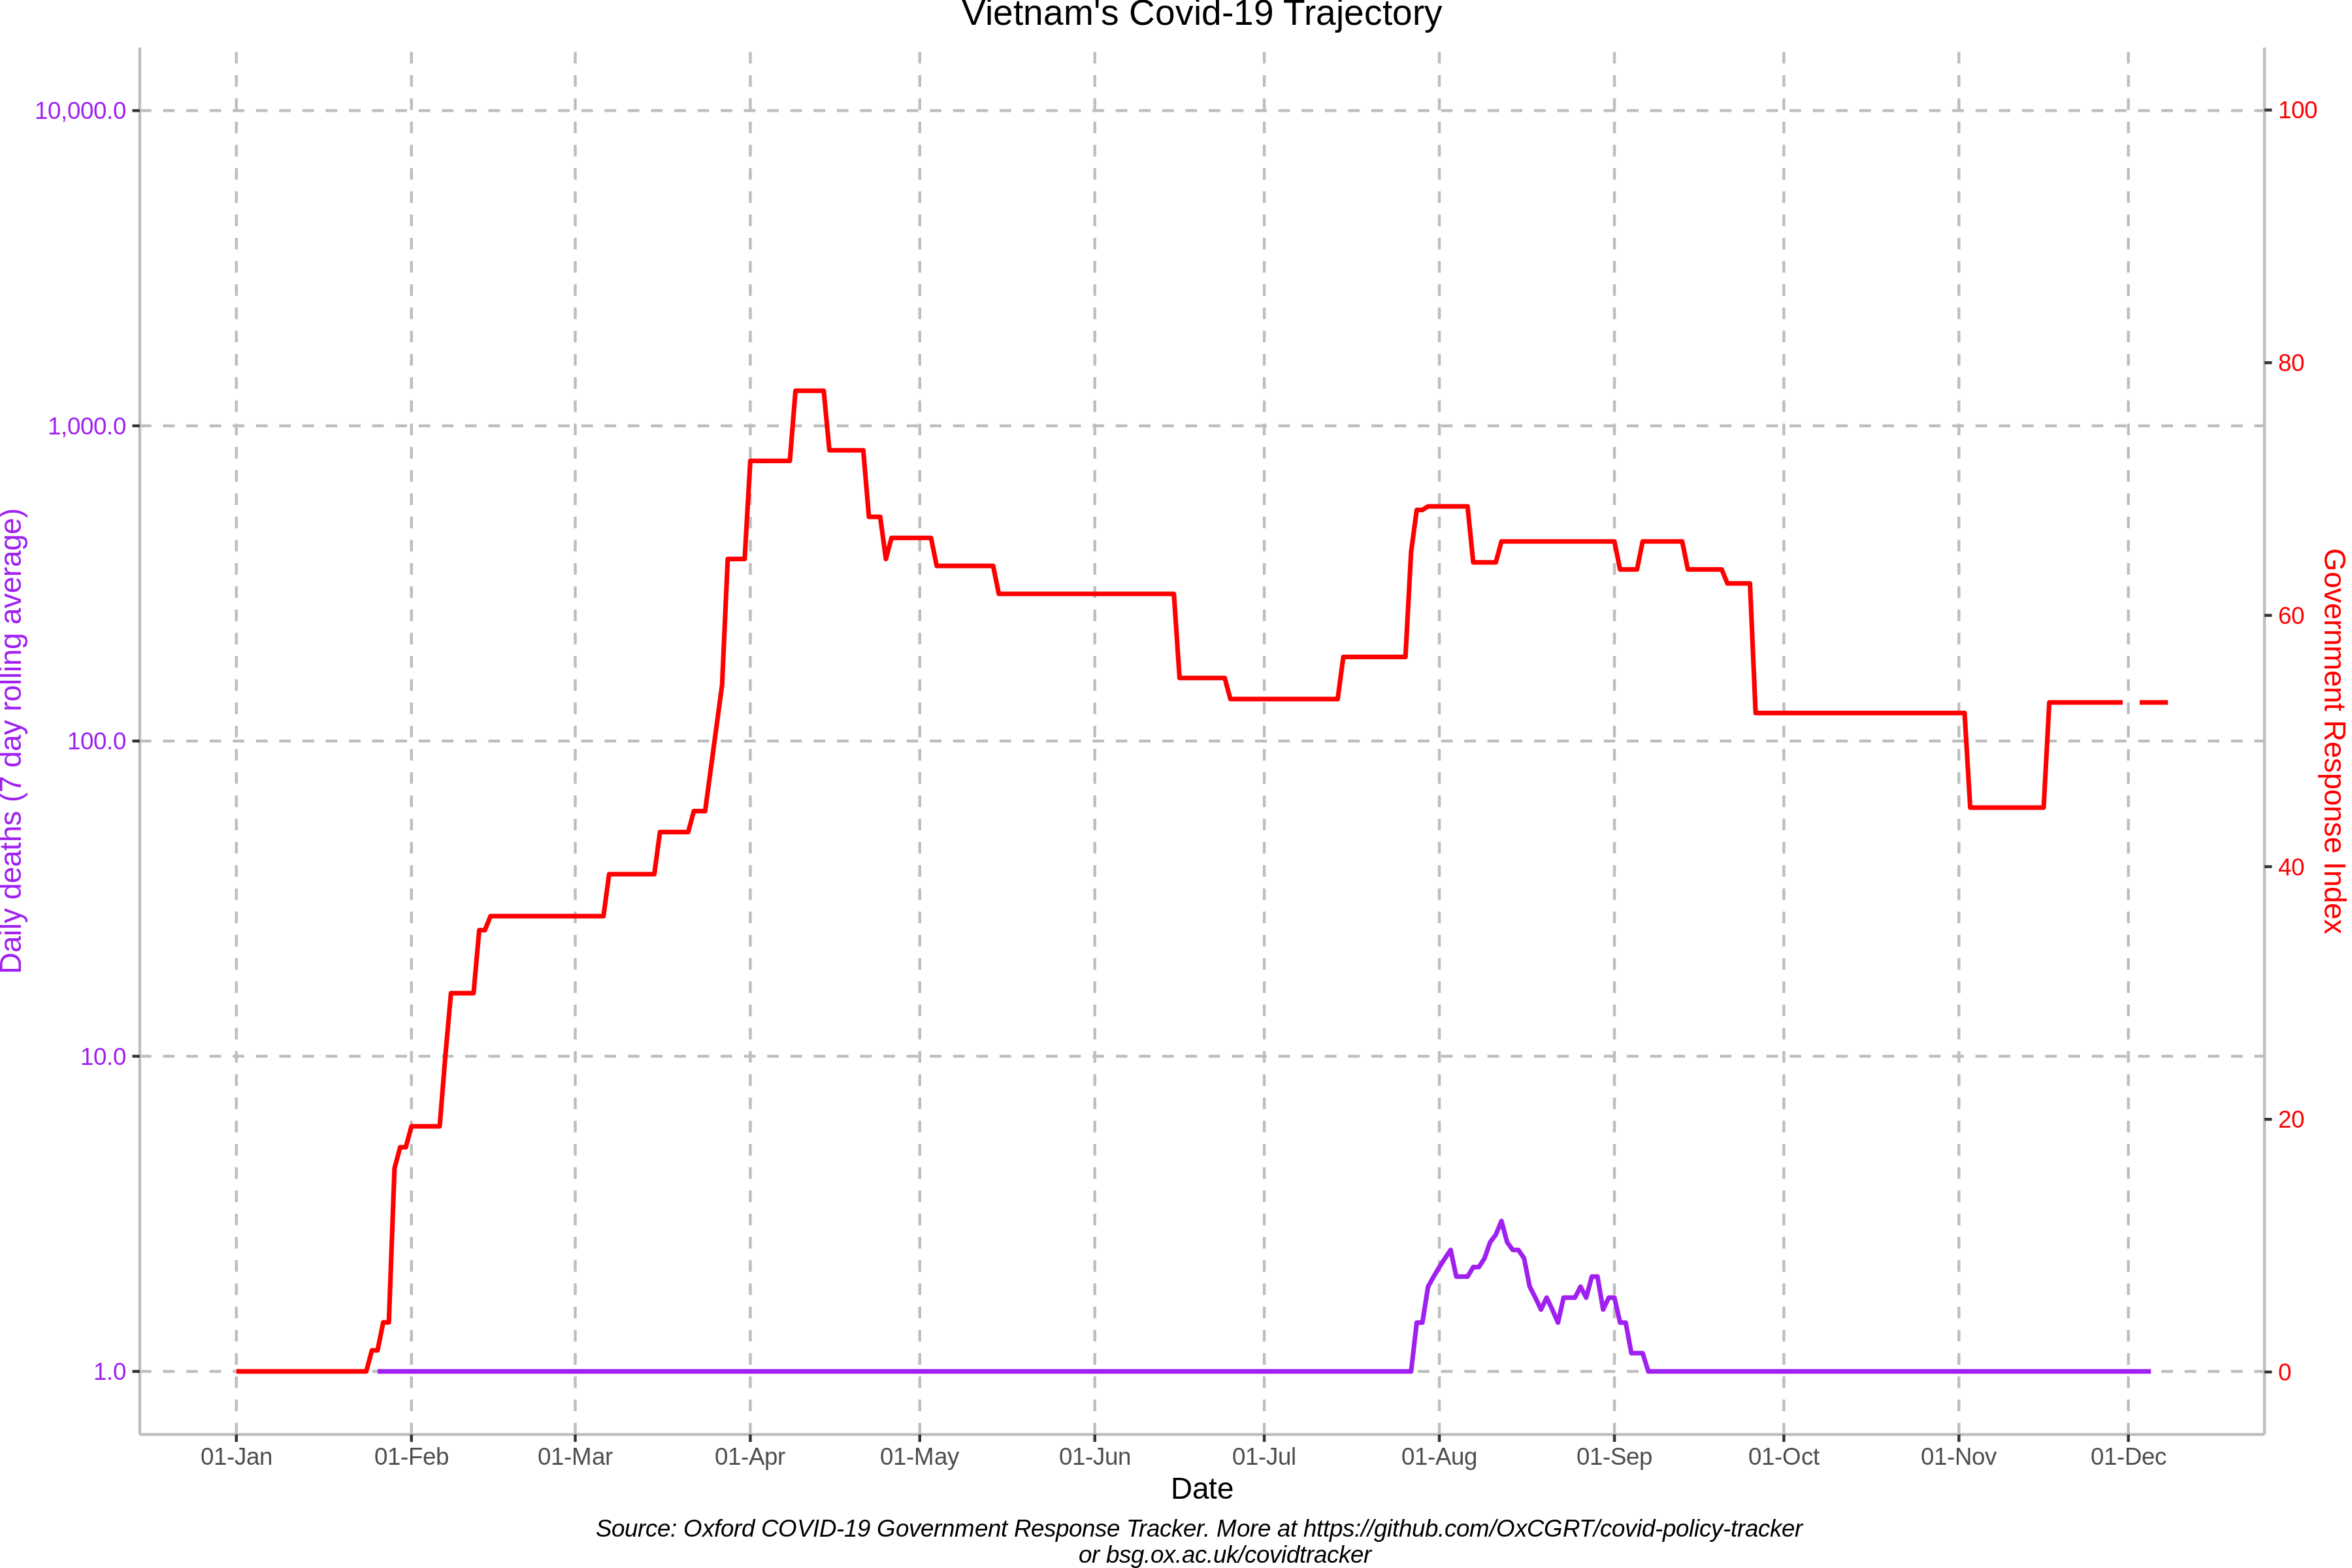 Vietnam's Covid-19 Trajectory
10,000.0
1,000.0
100.0
10.0
1.0
Daily deaths (7 day rolling average)
100
80
60
40
20
0
Government Response Index
01-Jan 01-Feb 01-Mar 01-Apr 01-May 01-Jun 01-Jul 01-Aug 01-Sep 01-Oct 01-Nov 01-Dec
Date
Source: Oxford COVID-19 Government Response Tracker. More at https://github.com/OxCGRT/covid-policy-tracker
or bsg.ox.ac.uk/covidtracker